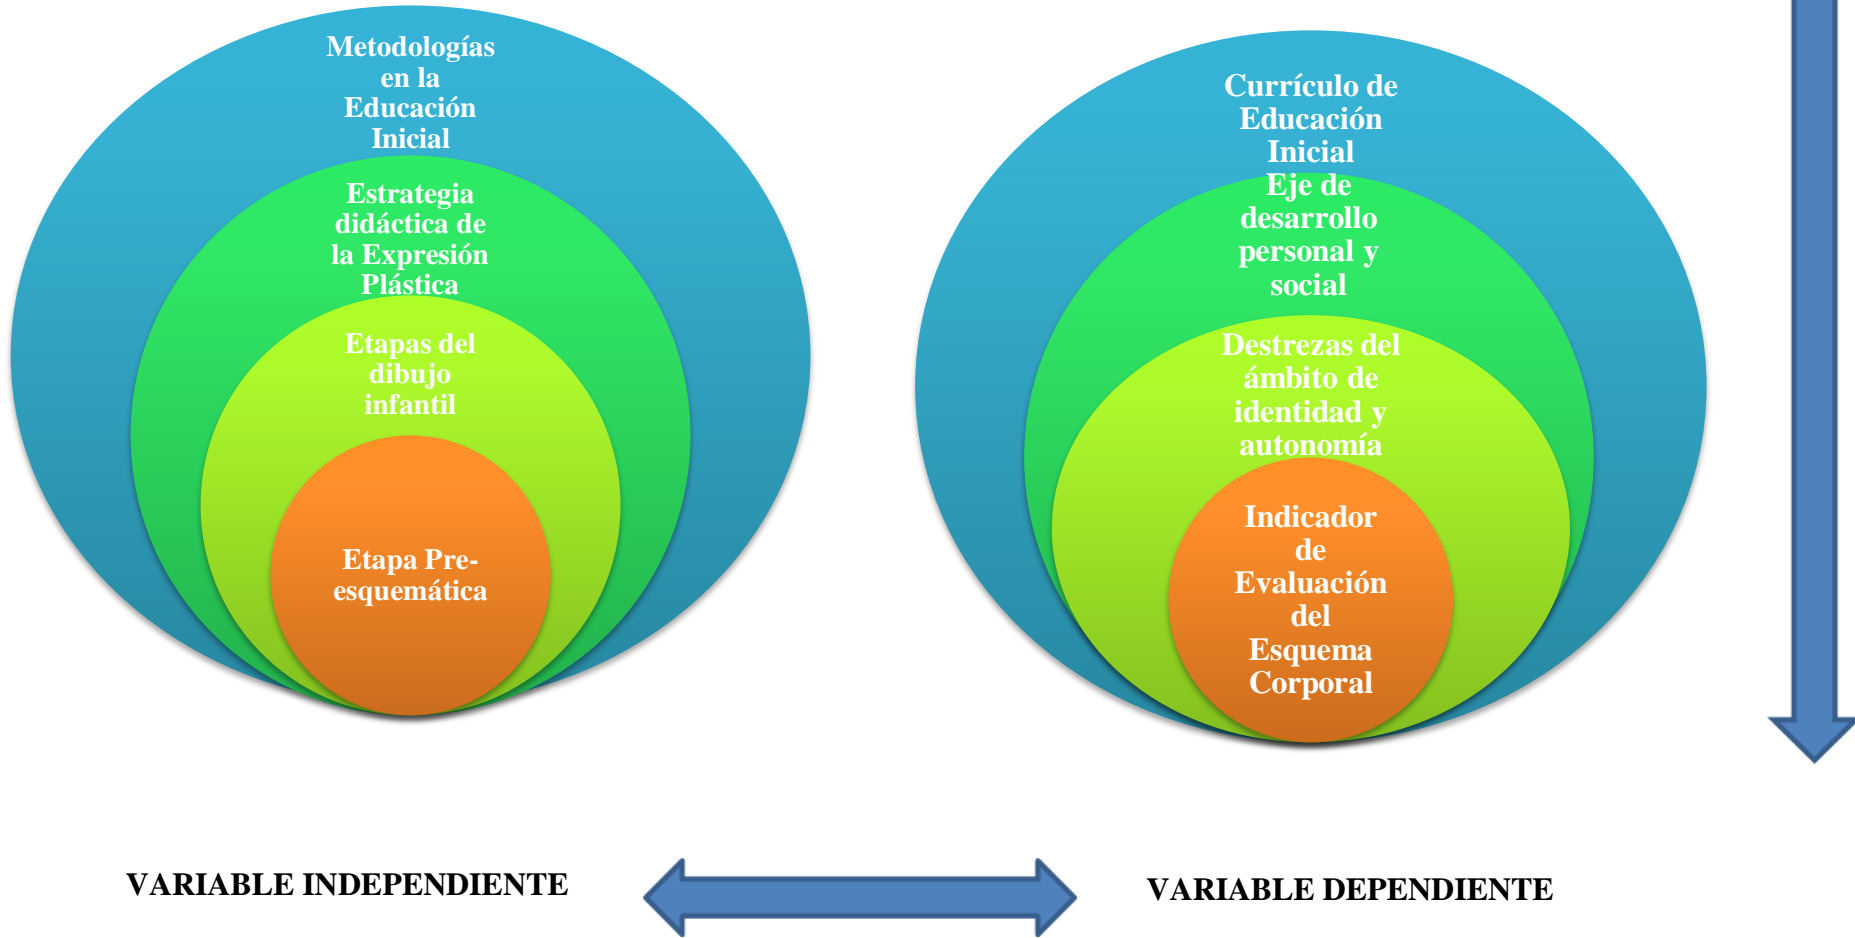 Metodologías
en la
Educación
Inicial
Estrategia
didáctica de
la Expresión
Plástica
Etapas del
dibujo
infantil
Etapa Pre-
esquemática
Currículo de
Educación
Inicial
Eje de
desarrollo
personal y
social
Destrezas del
ámbito de
identidad y
autonomía
Indicador
de
Evaluación
del
Esquema
Corporal
VARIABLE INDEPENDIENTE
VARIABLE DEPENDIENTE